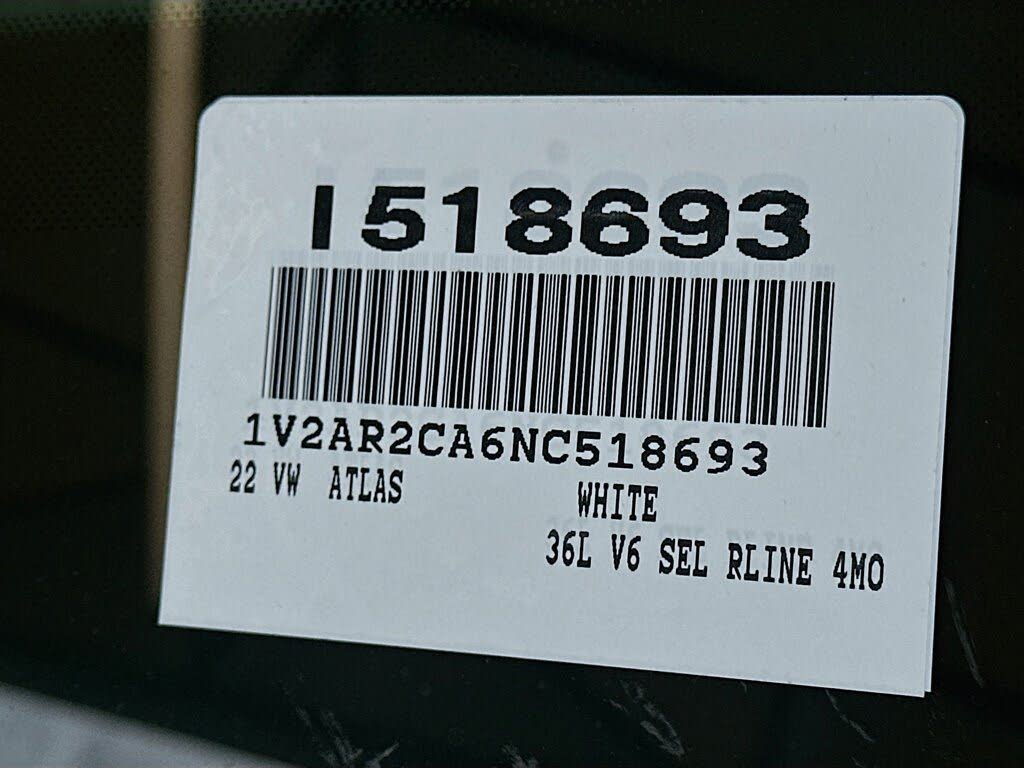 I518693
1V2AR2CA6NC518693
22 VW ATLAS WHITE
36L V6 SEL RLINE 4MO